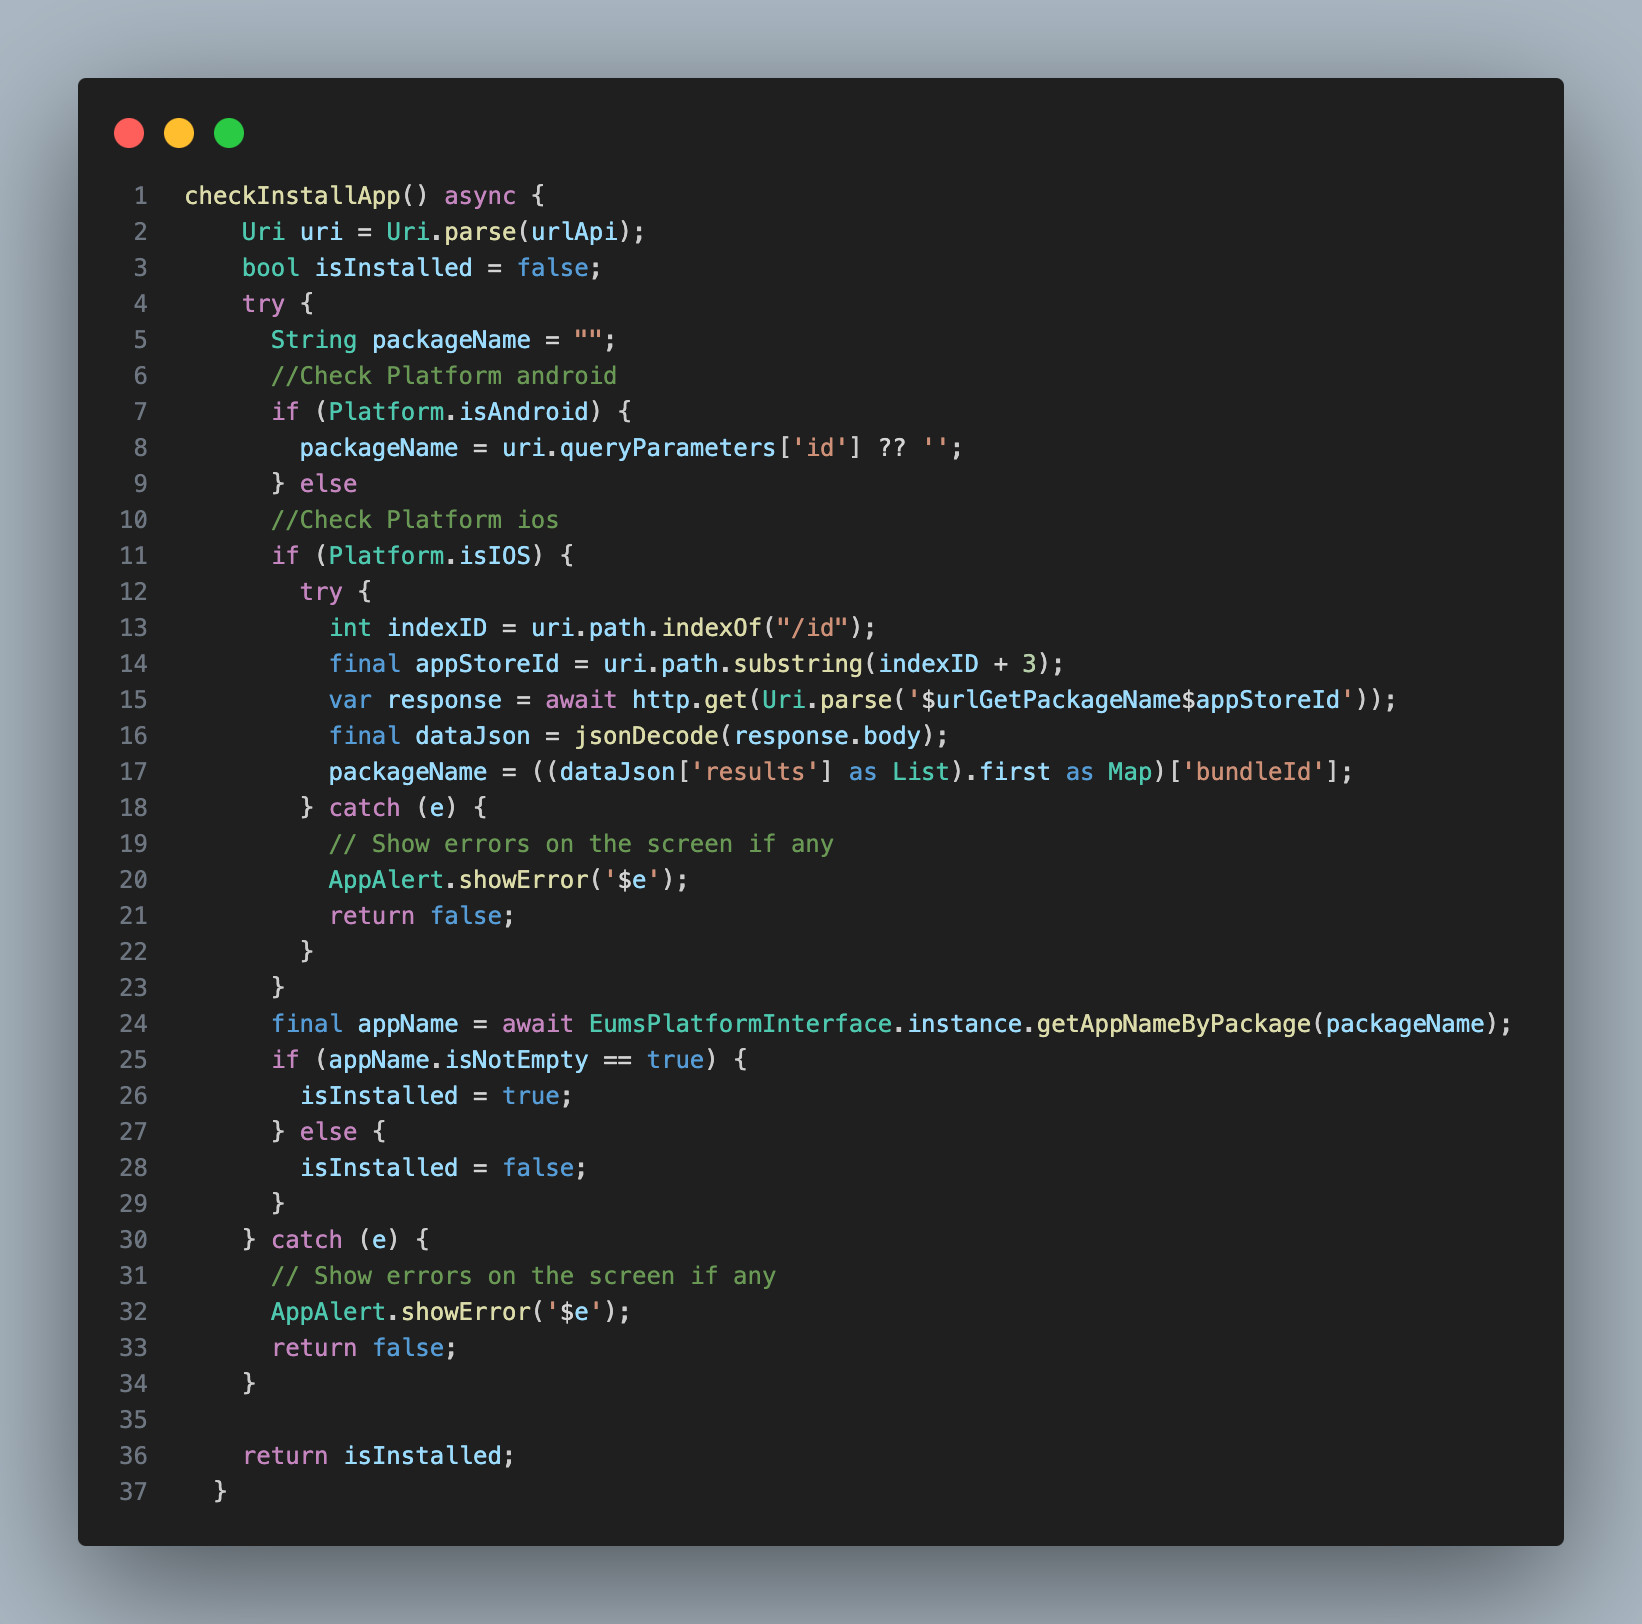 1 checkInstallApp() async {
2 Uri uri = Uri.parse(urlApi);
3 bool isInstalled = false;
4 try {
5 String packageName = "";
6 //Check Platform android
7 if (Platform.isAndroid) {
8 packageName = uri.queryParameters['id'] ?? '';
9 } else
10 //Check Platform ios
11 if (Platform.isIOS) {
12 try {
13 int indexID = uri.path.indexOf("/id");
14 final appStoreId = uri.path.substring(indexID + 3);
15 var response = await http.get(Uri.parse('$urlGetPackageName$appStoreId'));
16 final dataJson = jsonDecode(response.body);
17 packageName = ((dataJson['results'] as List).first as Map)['bundleId'];
18 } catch (e) {
19 // Show errors on the screen if any
20 AppAlert.showError('$e');
21 return false;
22 }
23 }
24 final appName = await EumsPlatformInterface.instance.getAppNameByPackage(packageName);
25 if (appName.isNotEmpty == true) {
26 isInstalled = true;
27 } else {
28 isInstalled = false;
29 }
30 } catch (e) {
31 // Show errors on the screen if any
32 AppAlert.showError('$e');
33 return false;
34 }
35
36 return isInstalled;
37 }